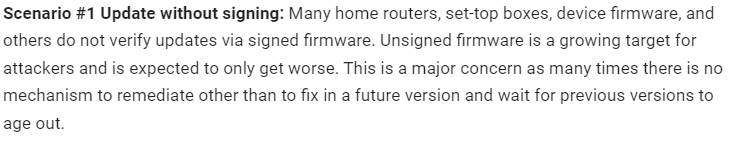 Scenario #1 Update without signing: Many home routers, set-top boxes, device firmware, and
others do not verify updates via signed firmware. Unsigned firmware is a growing target for
attackers and is expected to only get worse. This is a major concern as many times there is no
mechanism to remediate other than to fix in a future version and wait for previous versions to
age out.